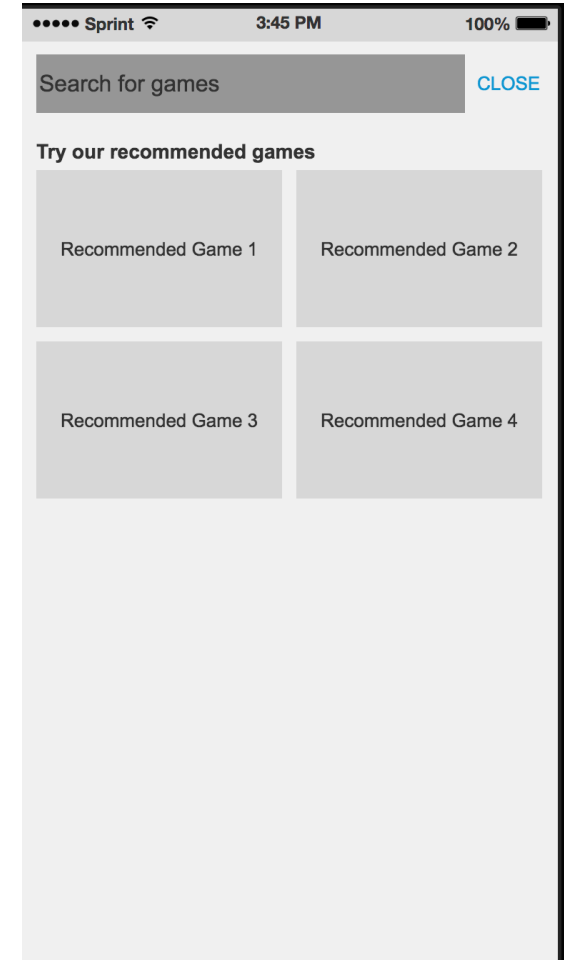 Sprint 3:45 PM 100%
Search for games CLOSE
Try our recommended games
Recommended Game 1 Recommended Game 2
Recommended Game 3 Recommended Game 4